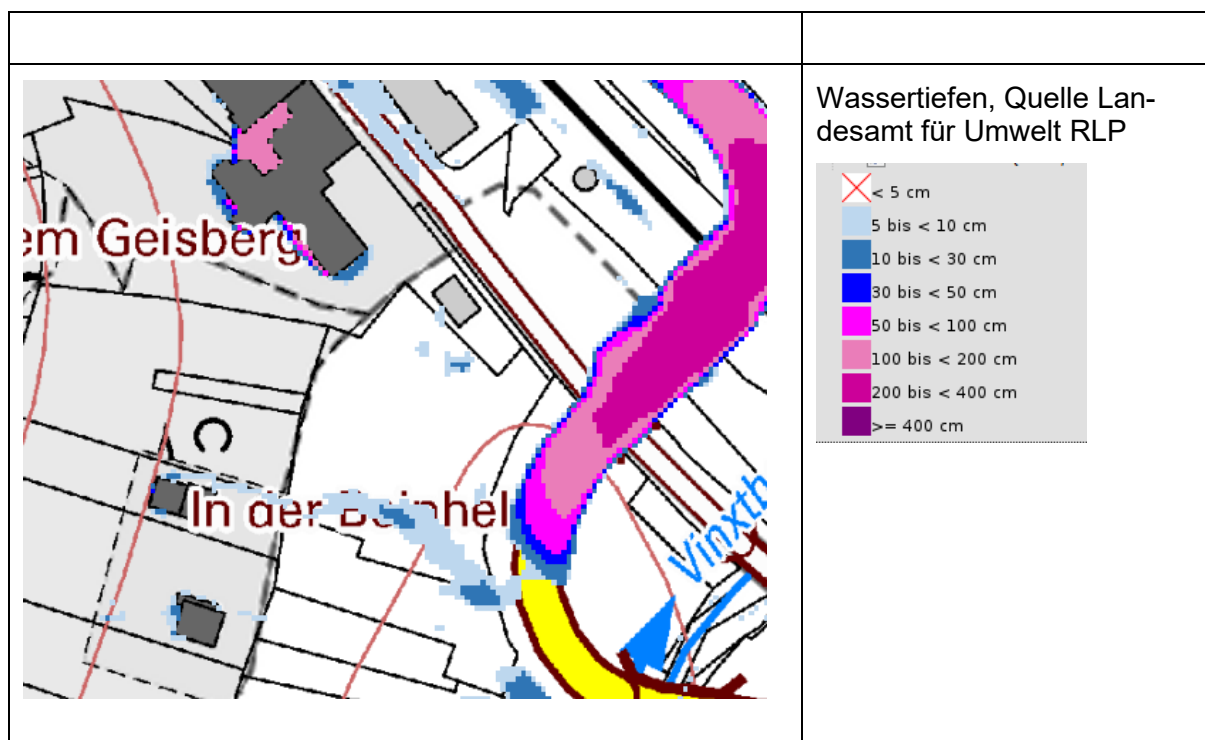 Wassertiefen, Quelle Lan-
desamt für Umwelt RLP
< 5 cm
5 bis < 10 cm
10 bis < 30 cm
30 bis < 50 cm
50 bis < 100 cm
100 bis < 200 cm
200 bis < 400 cm
>= 400 cm
em Geisberg
In der
Vinxtb